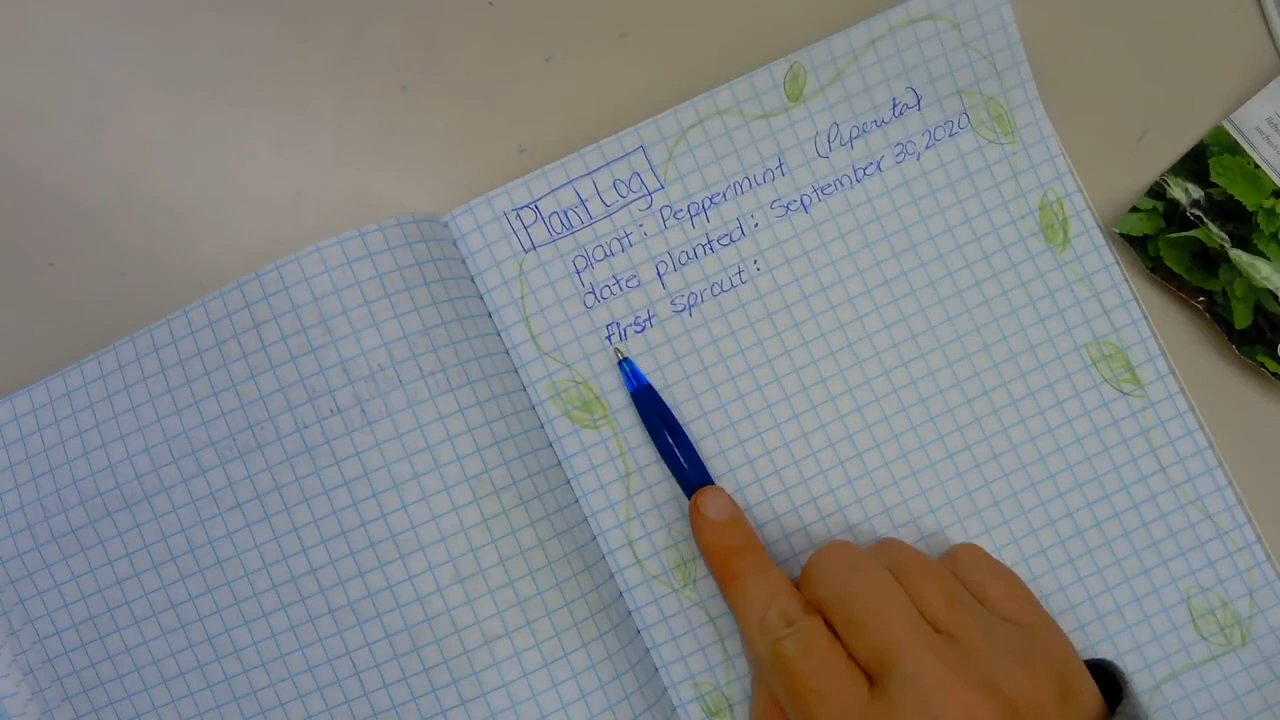 Plant Log
plant: Peppermint (Piperita)
date planted: September 30, 2020
first sprout: